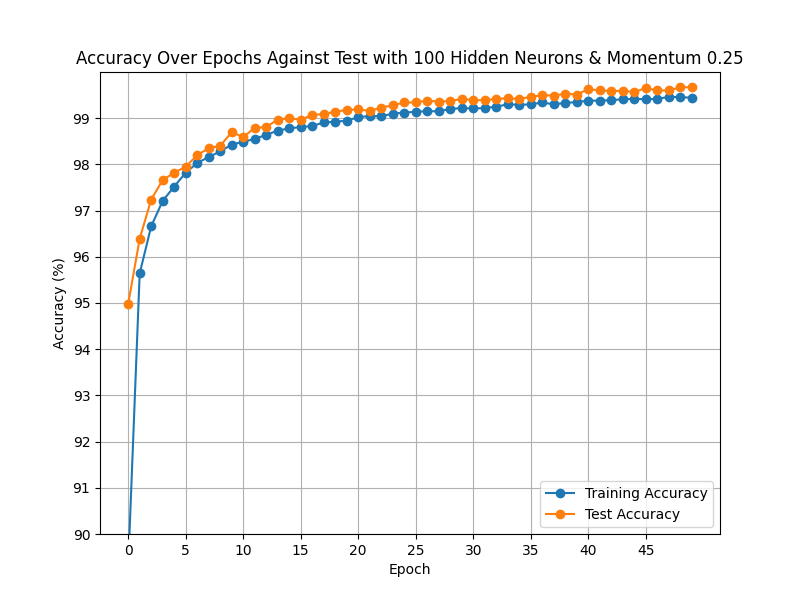 Accuracy Over Epochs Against Test with 100 Hidden Neurons & Momentum 0.25
Accuracy (%)
99
98
97
96
95
94
93
92
91
90
0 5 10 15 20 25 30 35 40 45
Epoch
Training Accuracy
Test Accuracy